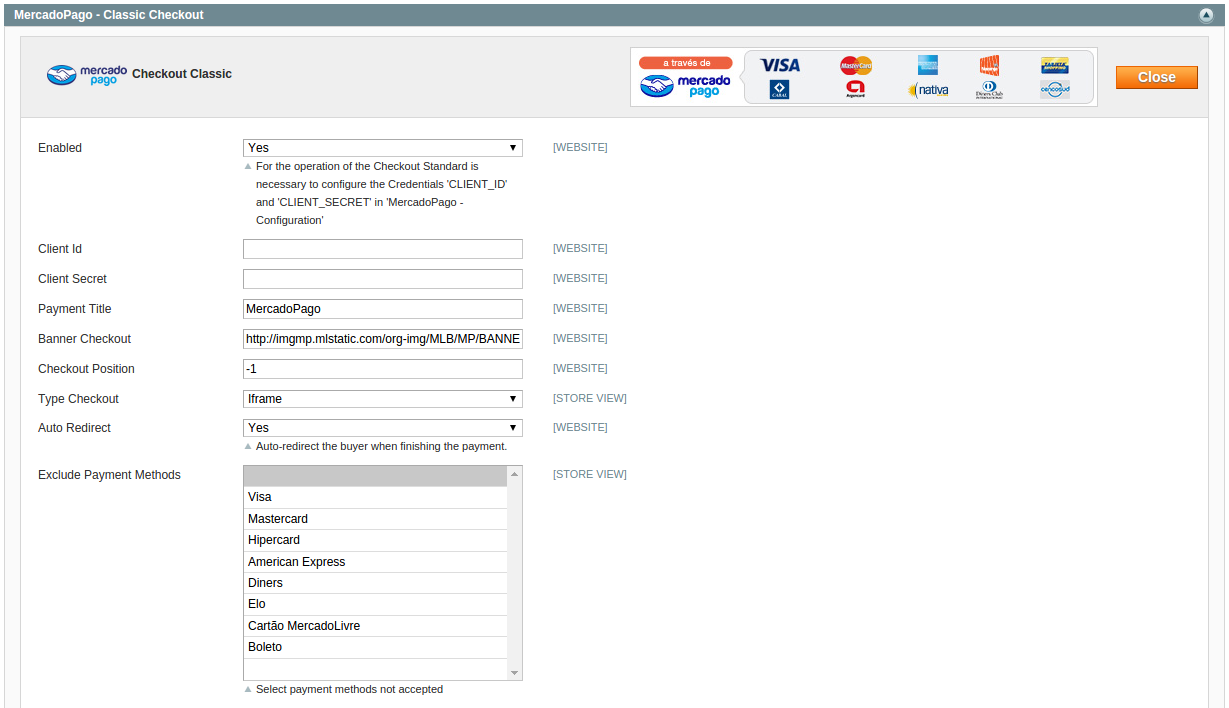 MercadoPago - Classic Checkout
mercado
pago
Checkout Classic
a través de
mercado
pago
VISA
MasterCard
CABAL
Argencard
nativa
Diners Club
cencosud
Close
Enabled
Yes
[WEBSITE]
For the operation of the Checkout Standard is
necessary to configure the Credentials 'CLIENT_ID'
and 'CLIENT_SECRET' in 'MercadoPago -
Configuration'
Client Id
[WEBSITE]
Client Secret
[WEBSITE]
Payment Title
MercadoPago
[WEBSITE]
Banner Checkout
http://imgmp.mlstatic.com/org-img/MLB/MP/BANNE
[WEBSITE]
Checkout Position
-1
[WEBSITE]
Type Checkout
Iframe
[STORE VIEW]
Auto Redirect
Yes
[WEBSITE]
Auto-redirect the buyer when finishing the payment.
Exclude Payment Methods
[STORE VIEW]
Visa
Mastercard
Hipercard
American Express
Diners
Elo
Cartão MercadoLivre
Boleto
Select payment methods not accepted